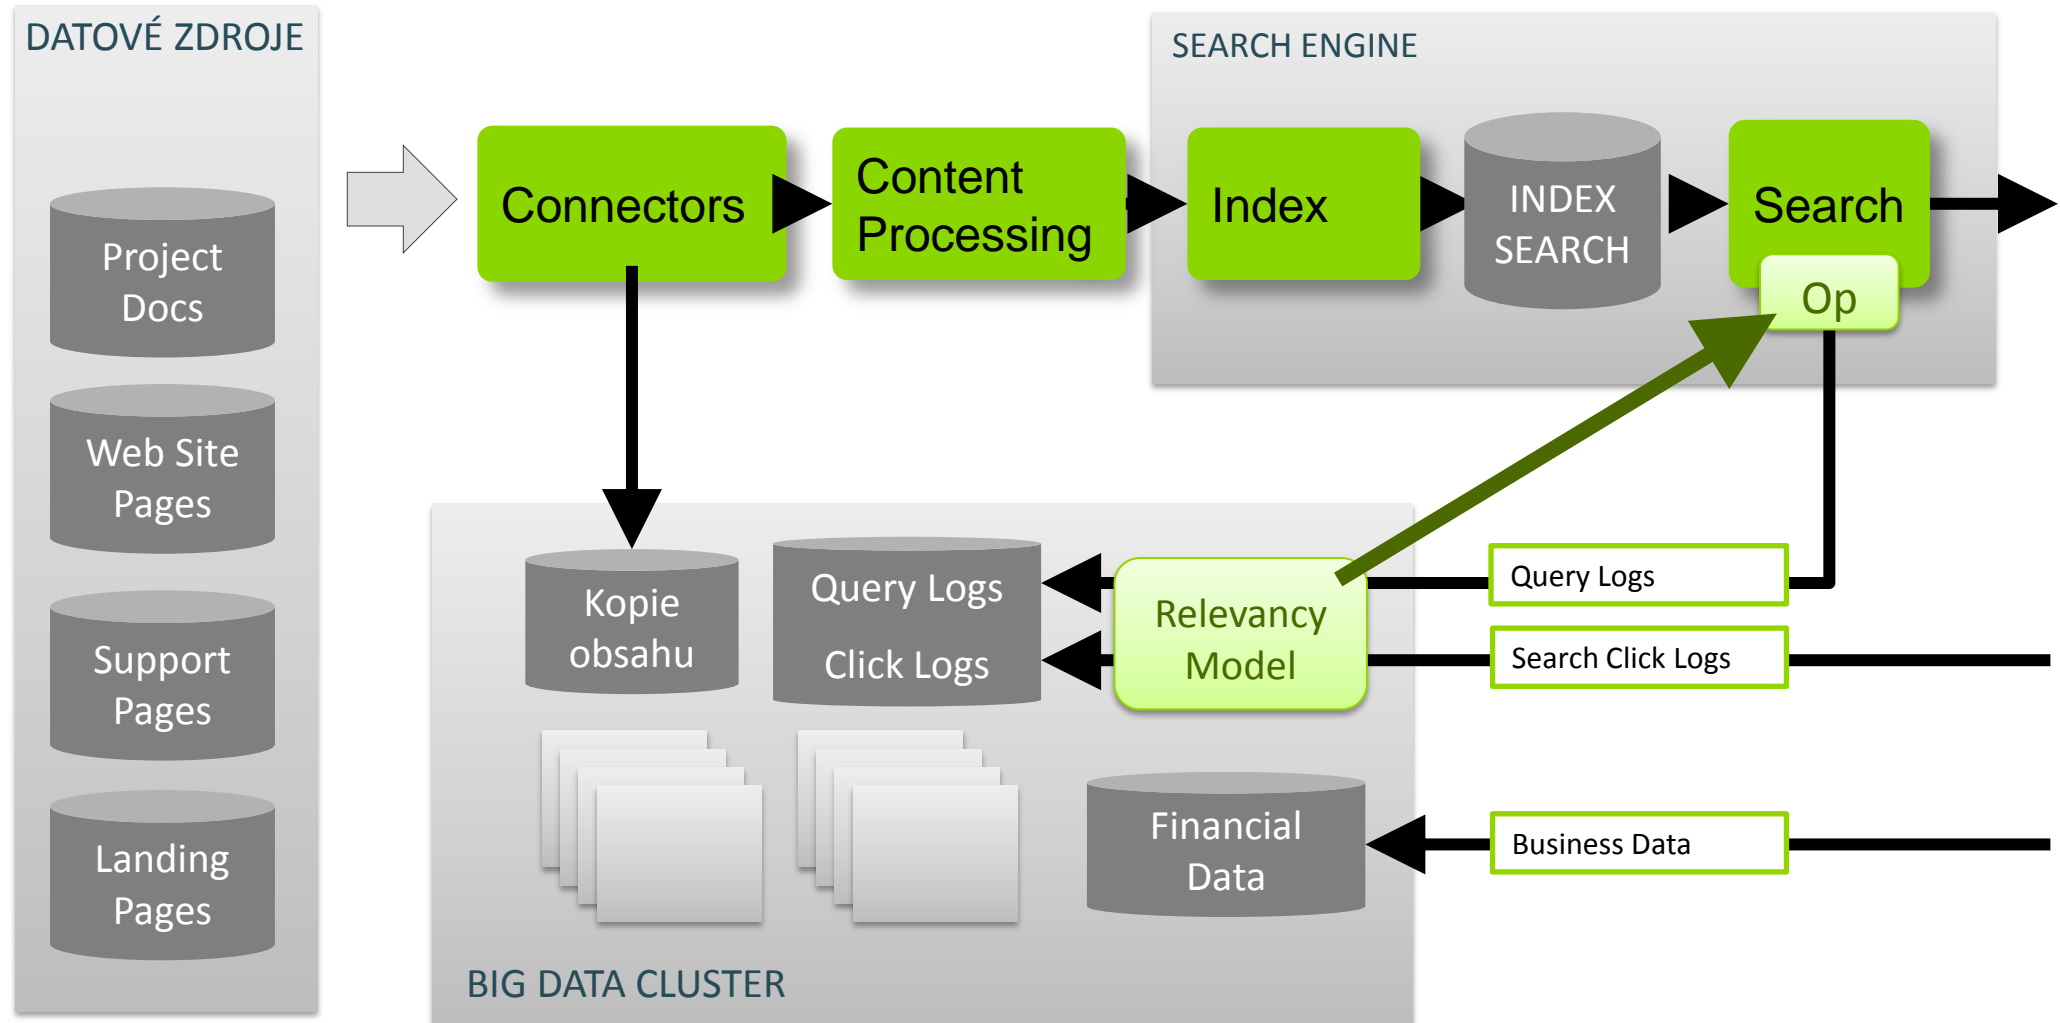 DATOVÉ ZDROJE
Project
Docs
Web Site
Pages
Support
Pages
Landing
Pages
Connectors
Content
Processing
SEARCH ENGINE
Index
INDEX
SEARCH
Search
Op
Kopie
obsahu
Query Logs
Click Logs
Relevancy
Model
Financial
Data
BIG DATA CLUSTER
Query Logs
Search Click Logs
Business Data